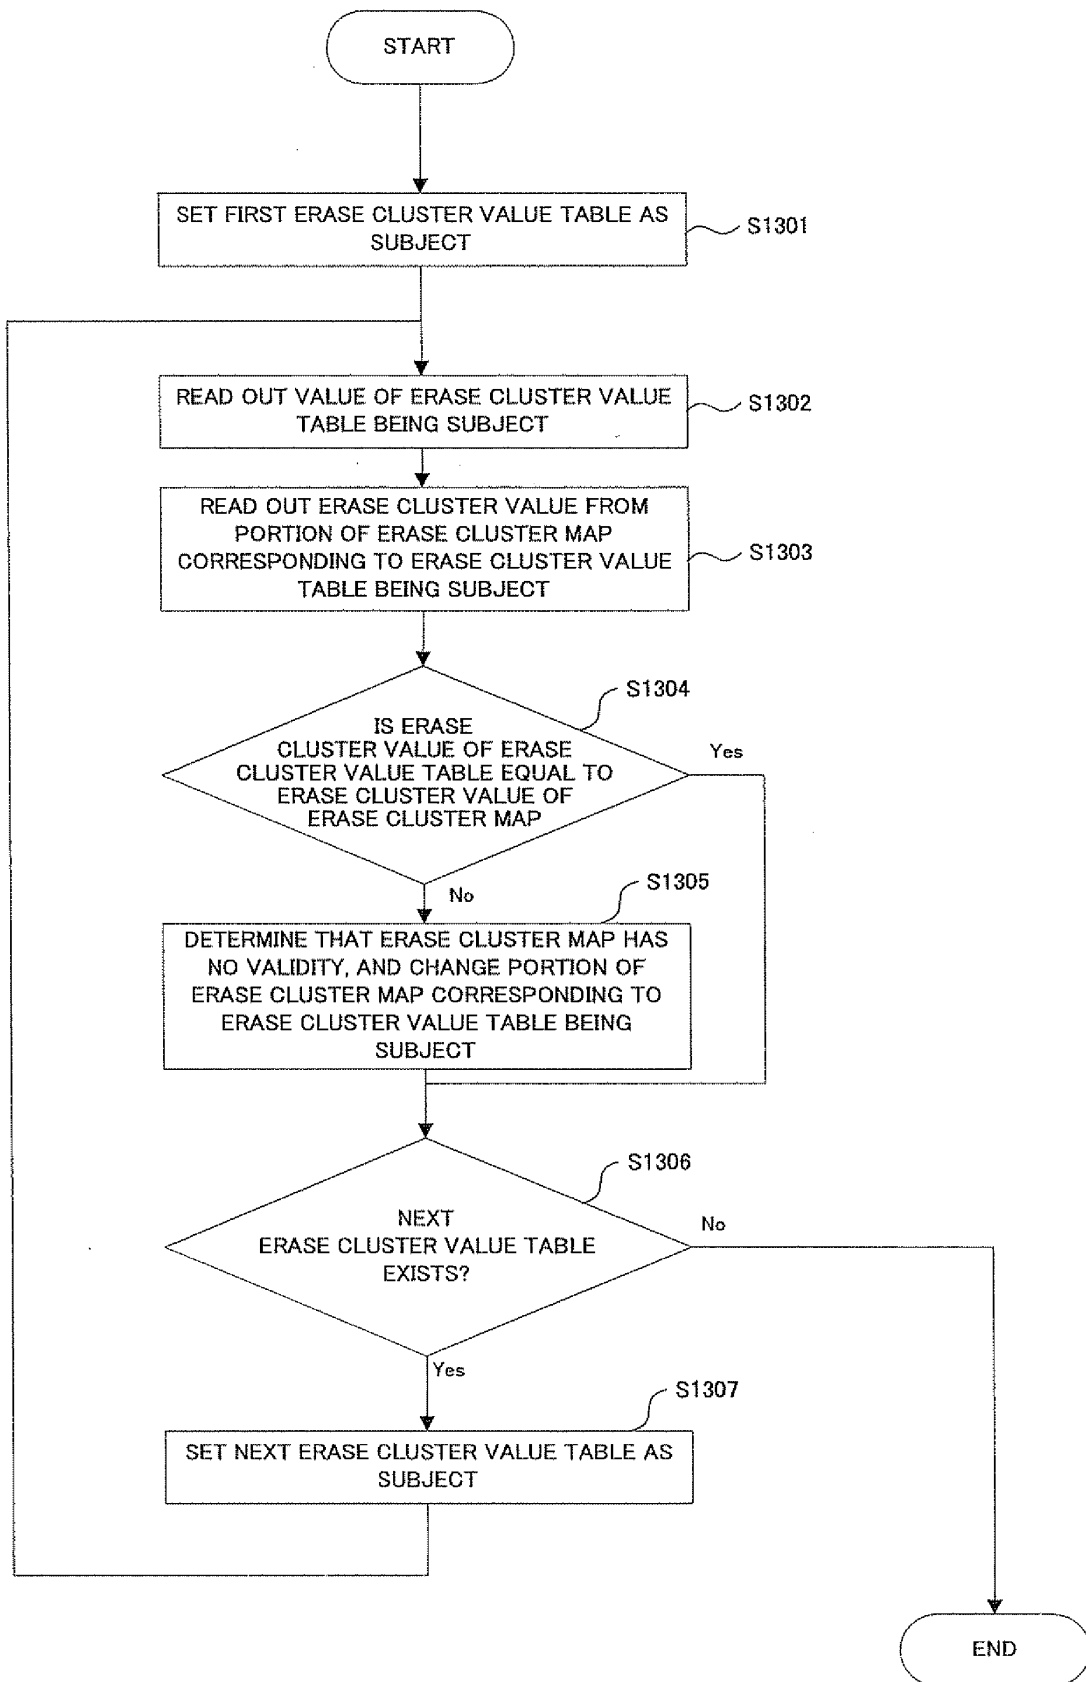 START
SET FIRST ERASE CLUSTER VALUE TABLE AS
SUBJECT
S1301
READ OUT VALUE OF ERASE CLUSTER VALUE
TABLE BEING SUBJECT
S1302
READ OUT ERASE CLUSTER VALUE FROM
PORTION OF ERASE CLUSTER MAP
CORRESPONDING TO ERASE CLUSTER VALUE
TABLE BEING SUBJECT
S1303
S1304
IS ERASE
CLUSTER VALUE OF ERASE
CLUSTER VALUE TABLE EQUAL TO
ERASE CLUSTER VALUE OF
ERASE CLUSTER MAP
Yes
No
S1305
DETERMINE THAT ERASE CLUSTER MAP HAS
NO VALIDITY, AND CHANGE PORTION OF
ERASE CLUSTER MAP CORRESPONDING TO
ERASE CLUSTER VALUE TABLE BEING
SUBJECT
S1306
NEXT
ERASE CLUSTER VALUE TABLE
EXISTS?
No
Yes
S1307
SET NEXT ERASE CLUSTER VALUE TABLE AS
SUBJECT
END